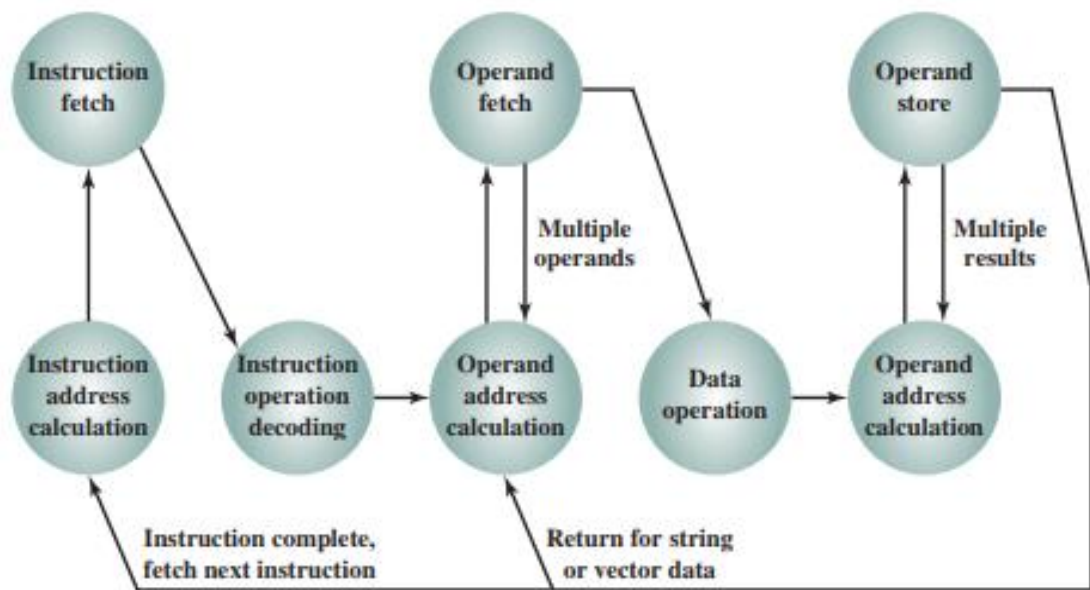 Instruction
fetch
Operand
fetch
Operand
store
Multiple
operands
Multiple
results
Instruction
address
calculation
Instruction
operation
decoding
Operand
address
calculation
Data
operation
Operand
address
calculation
Instruction complete,
fetch next instruction
Return for string
or vector data